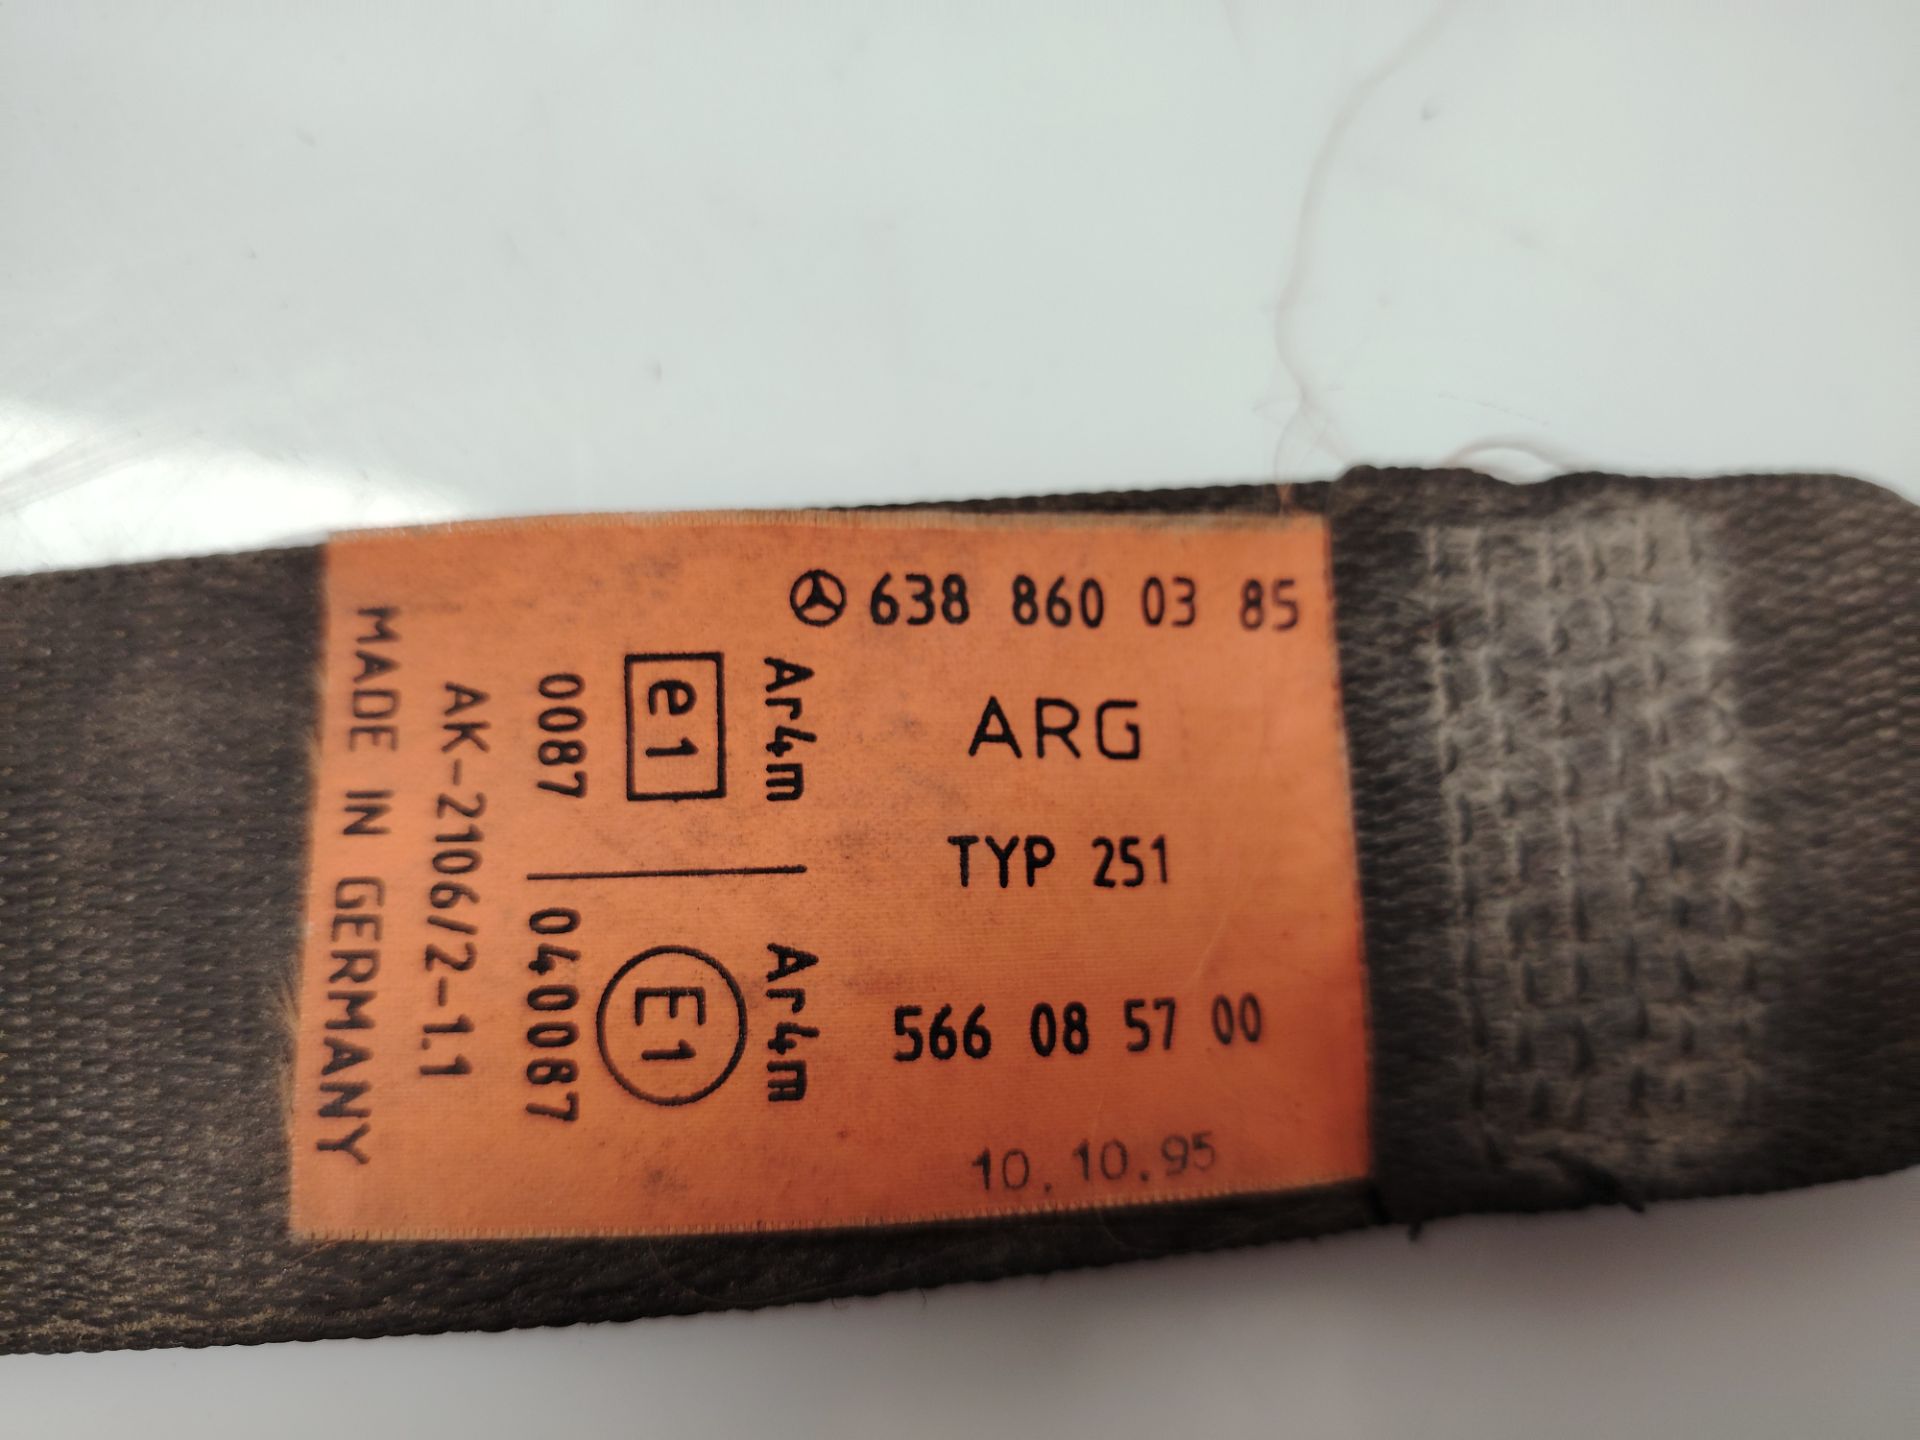 638 860 03 85
ARG
TYP 251
566 08 57 00
10.10.95
Ar4m Ar4m
e1 E1
0087 040087
AK-2106/2-1.1
MADE IN GERMANY